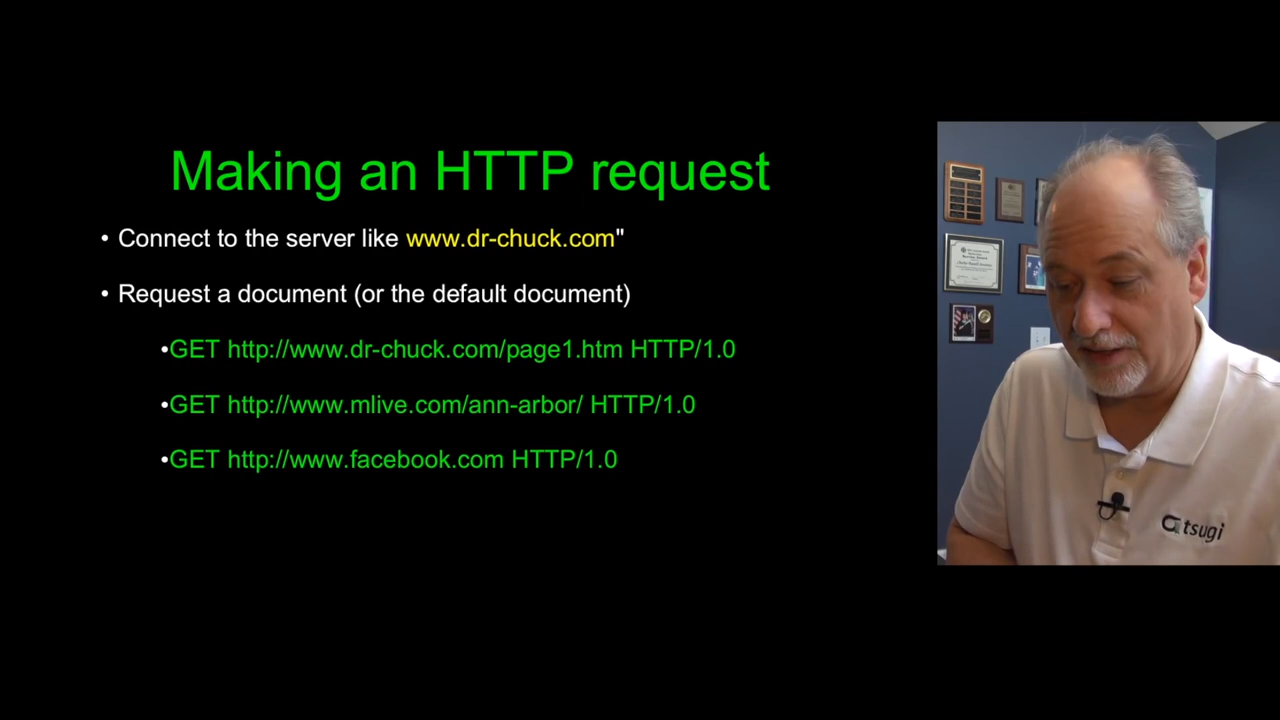 Making an HTTP request
• Connect to the server like www.dr-chuck.com"
• Request a document (or the default document)
•GET http://www.dr-chuck.com/page1.htm HTTP/1.0
•GET http://www.mlive.com/ann-arbor/ HTTP/1.0
•GET http://www.facebook.com HTTP/1.0
tsugi